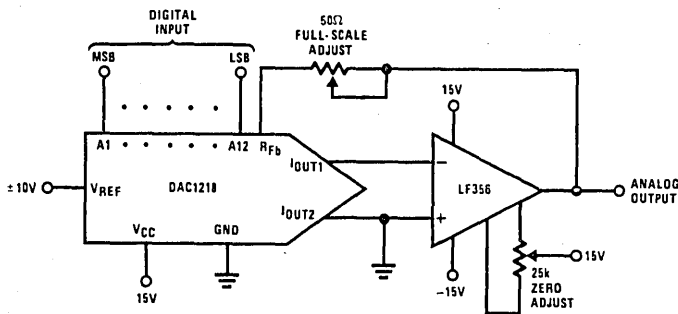 DIGITAL
INPUT
50Ω
FULL-SCALE
ADJUST
MSB
LSB
15V
A1
A12
RFb
IOUT1
−
±10V
VREF
DAC1218
LF356
ANALOG
OUTPUT
IOUT2
+
VCC
GND
15V
15V
−15V
25k
ZERO
ADJUST